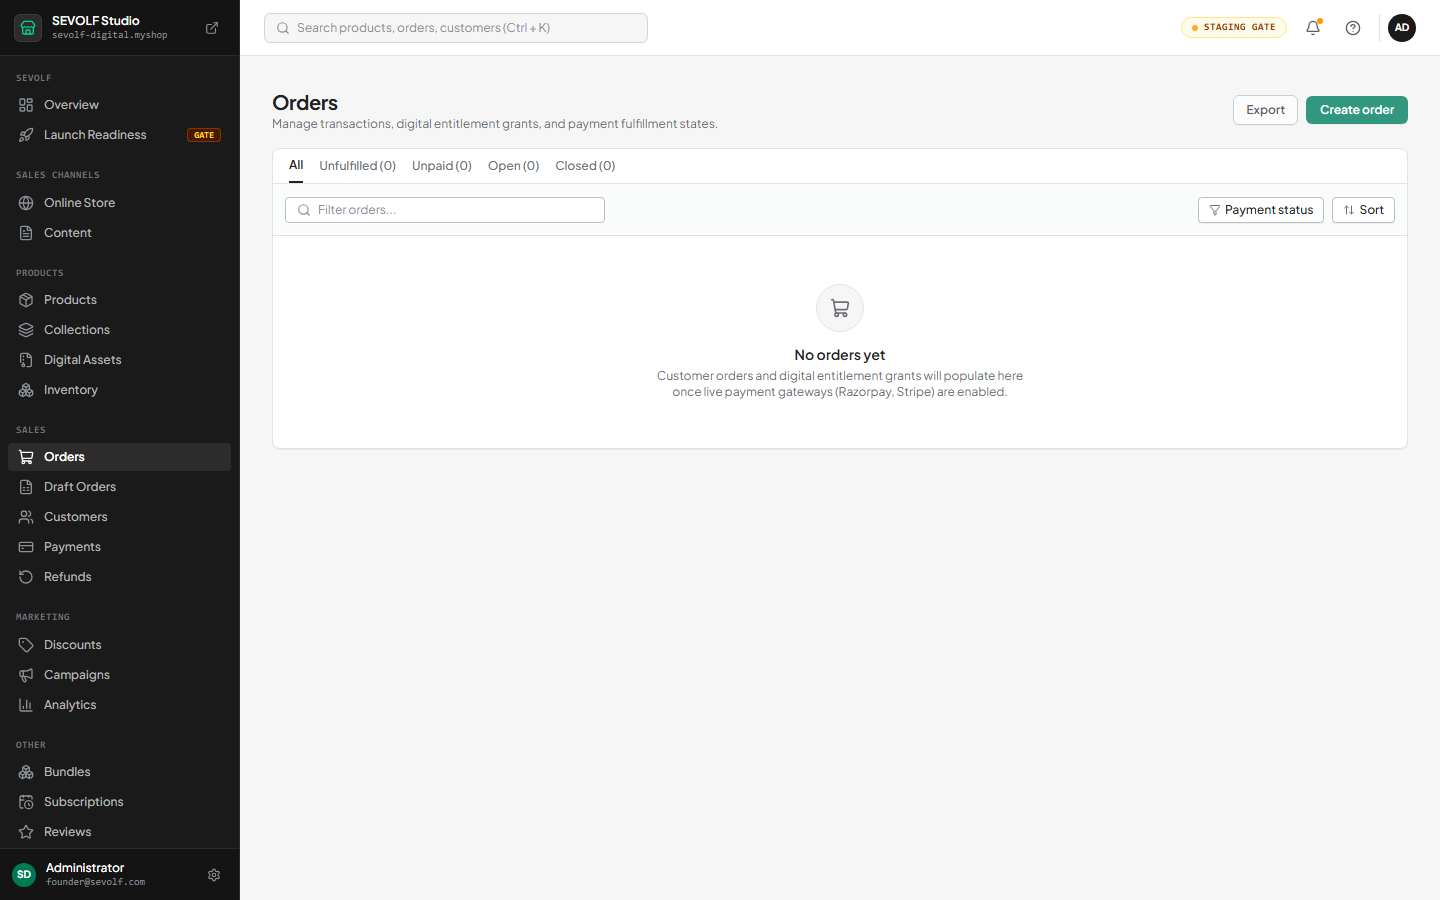 SEVOLF Studio
sevolf-digital.myshop
SEVOLF
Overview
Launch Readiness GATE
SALES CHANNELS
Online Store
Content
PRODUCTS
Products
Collections
Digital Assets
Inventory
SALES
Orders
Draft Orders
Customers
Payments
Refunds
MARKETING
Discounts
Campaigns
Analytics
OTHER
Bundles
Subscriptions
Reviews
SD Administrator
founder@sevolf.com
Search products, orders, customers (Ctrl + K)
STAGING GATE
AD
Orders
Manage transactions, digital entitlement grants, and payment fulfillment states.
Export
Create order
All Unfulfilled (0) Unpaid (0) Open (0) Closed (0)
Filter orders...
Payment status
Sort
No orders yet
Customer orders and digital entitlement grants will populate here
once live payment gateways (Razorpay, Stripe) are enabled.